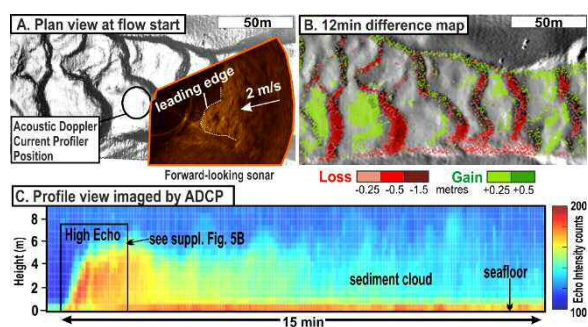 A. Plan view at flow start
50m
leading edge
2 m/s
Acoustic Doppler
Current Profiler
Position
Forward-looking sonar
B. 12min difference map
50m
Loss
Gain
-0.25 -0.5 -1.5
metres
+0.25 +0.5
C. Profile view imaged by ADCP
Height (m)
8
6
4
2
0
High Echo
see suppl. Fig. 5B
sediment cloud
seafloor
15 min
200
Echo Intensity counts